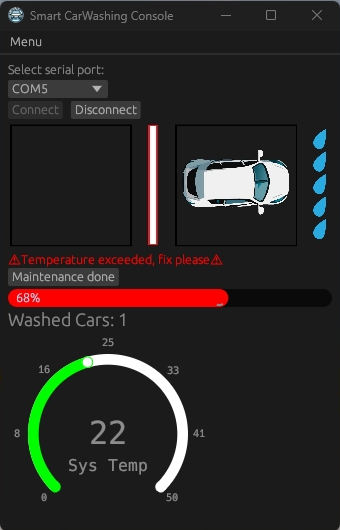 Smart CarWashing Console
Menu
Select serial port:
COM5
Connect Disconnect
⚠Temperature exceeded, fix please⚠
Maintenance done
68%
Washed Cars: 1
25
16 33
8 41
22
Sys Temp
0 50